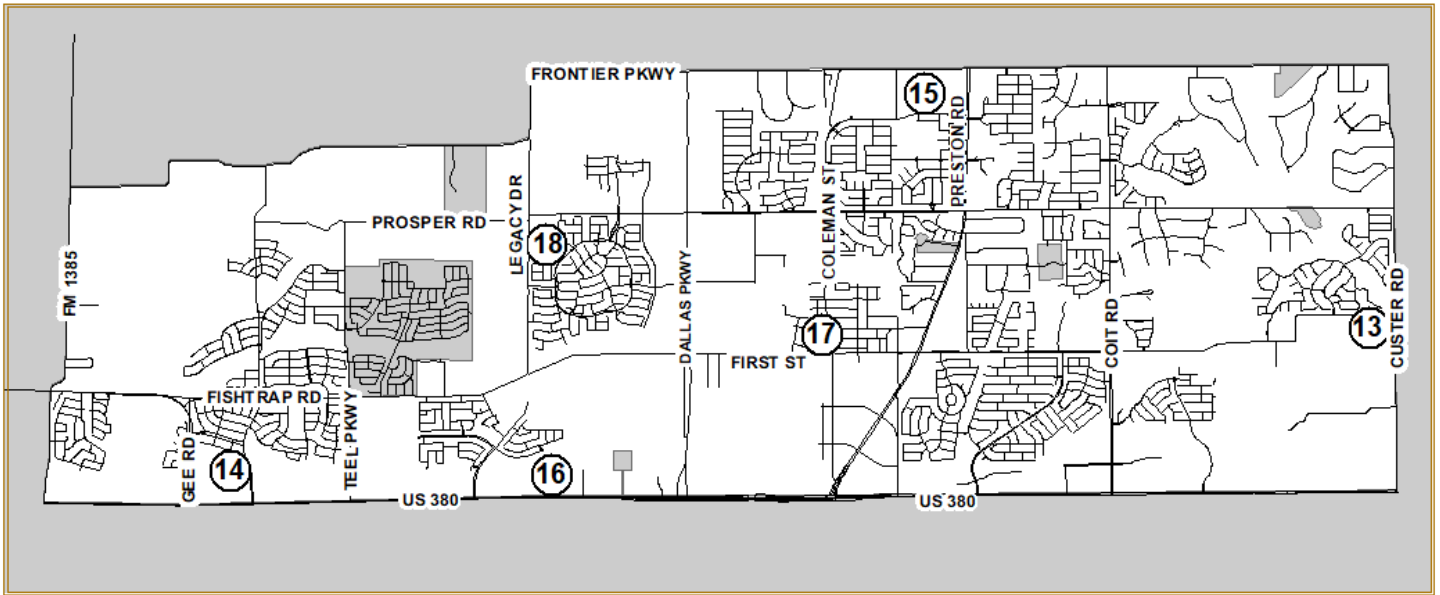 FRONTIER PKWY
15
PRESTON RD
COLEMAN ST
LEGACY DR
PROSPER RD
18
FM 1385
DALLAS PKWY
17
COIT RD
13
CUSTER RD
FIRST ST
FISHTRAP RD
TEEL PKWY
GEE RD
14
16
US 380
US 380